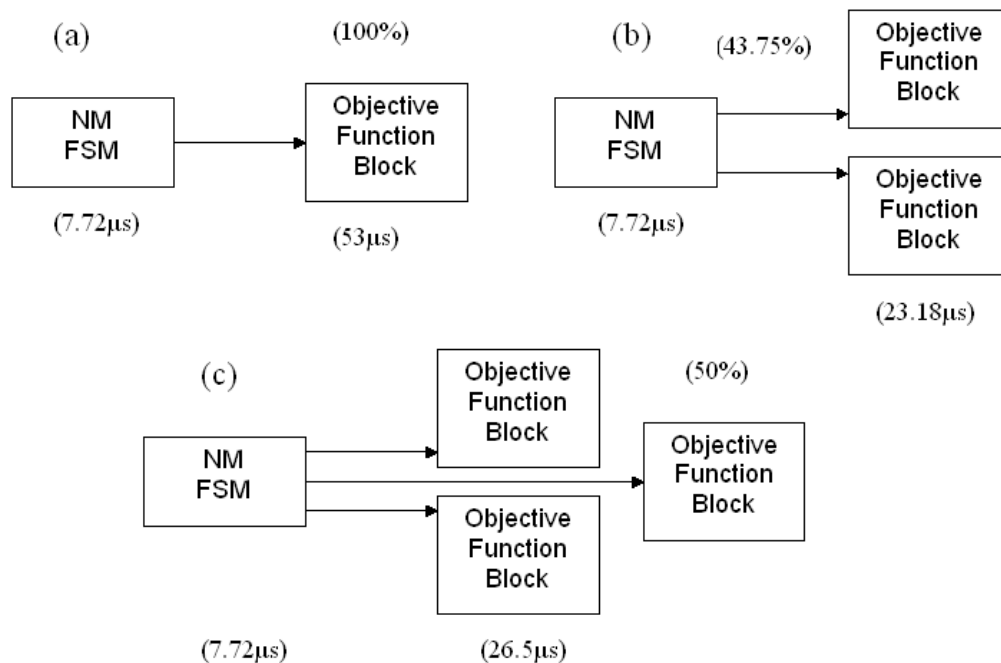 (a)
(100%)
NM
FSM
Objective
Function
Block
(7.72µs)
(53µs)
(b)
(43.75%)
NM
FSM
Objective
Function
Block
Objective
Function
Block
(7.72µs)
(23.18µs)
(c)
(50%)
NM
FSM
Objective
Function
Block
Objective
Function
Block
Objective
Function
Block
(7.72µs)
(26.5µs)